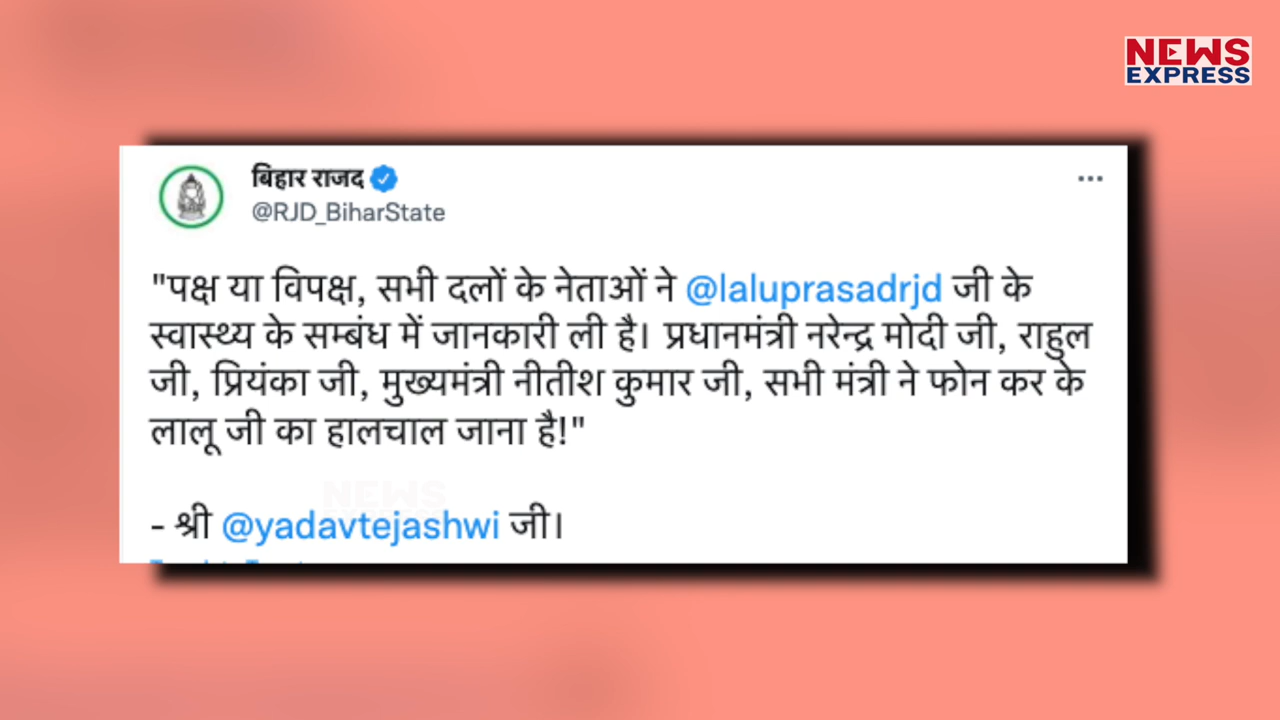 NEWS
EXPRESS
बिहार राजद
@RJD_BiharState
"पक्ष या विपक्ष, सभी दलों के नेताओं ने @laluprasadrjd जी के
स्वास्थ्य के सम्बंध में जानकारी ली है। प्रधानमंत्री नरेन्द्र मोदी जी, राहुल
जी, प्रियंका जी, मुख्यमंत्री नीतीश कुमार जी, सभी मंत्री ने फोन कर के
लालू जी का हालचाल जाना है!"
NEWS
- श्री @yadavtejashwi जी।